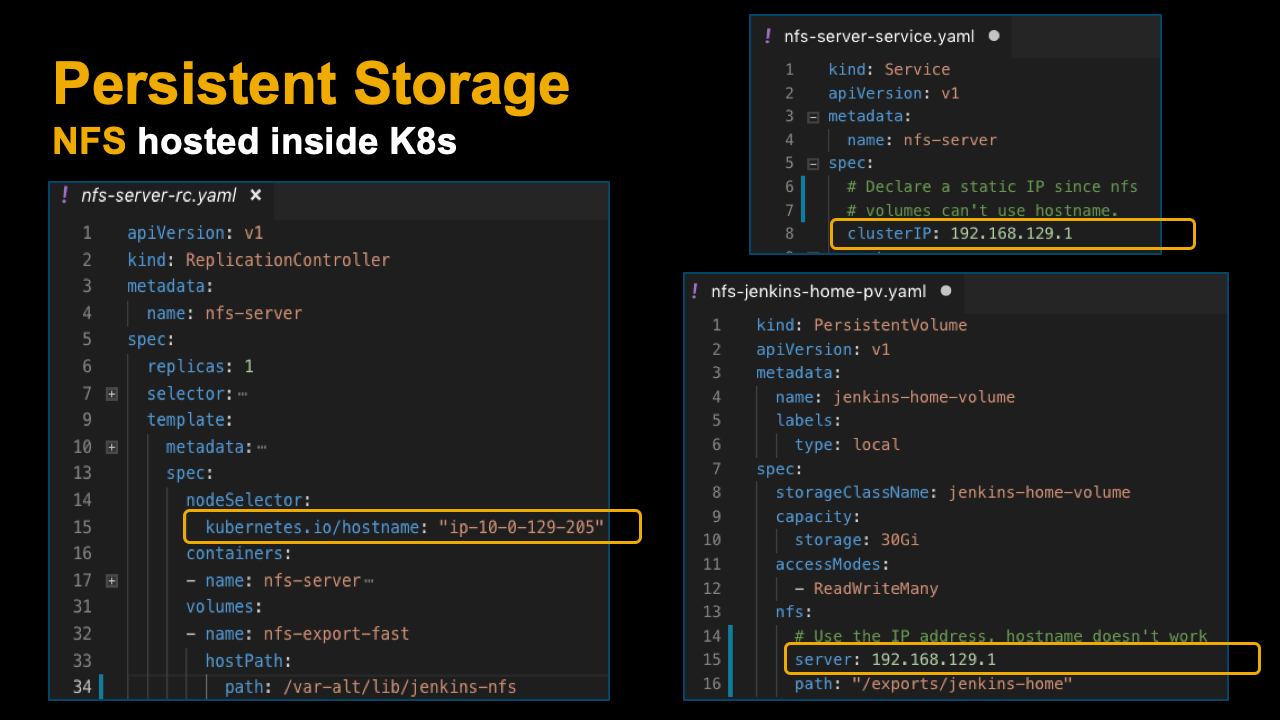 Persistent Storage
NFS hosted inside K8s
! nfs-server-rc.yaml ×
1 apiVersion: v1
2 kind: ReplicationController
3 metadata:
4 name: nfs-server
5 spec:
6 replicas: 1
7 selector:⋯
9 template:
10 metadata:⋯
13 spec:
14 nodeSelector:
15 kubernetes.io/hostname: "ip-10-0-129-205"
16 containers:
17 - name: nfs-server⋯
31 volumes:
32 - name: nfs-export-fast
33 hostPath:
34 path: /var-alt/lib/jenkins-nfs
! nfs-server-service.yaml ●
1 kind: Service
2 apiVersion: v1
3 metadata:
4 name: nfs-server
5 spec:
6 # Declare a static IP since nfs
7 # volumes can't use hostname.
8 clusterIP: 192.168.129.1
! nfs-jenkins-home-pv.yaml ●
1 kind: PersistentVolume
2 apiVersion: v1
3 metadata:
4 name: jenkins-home-volume
5 labels:
6 type: local
7 spec:
8 storageClassName: jenkins-home-volume
9 capacity:
10 storage: 30Gi
11 accessModes:
12 - ReadWriteMany
13 nfs:
14 # Use the IP address, hostname doesn't work
15 server: 192.168.129.1
16 path: "/exports/jenkins-home"